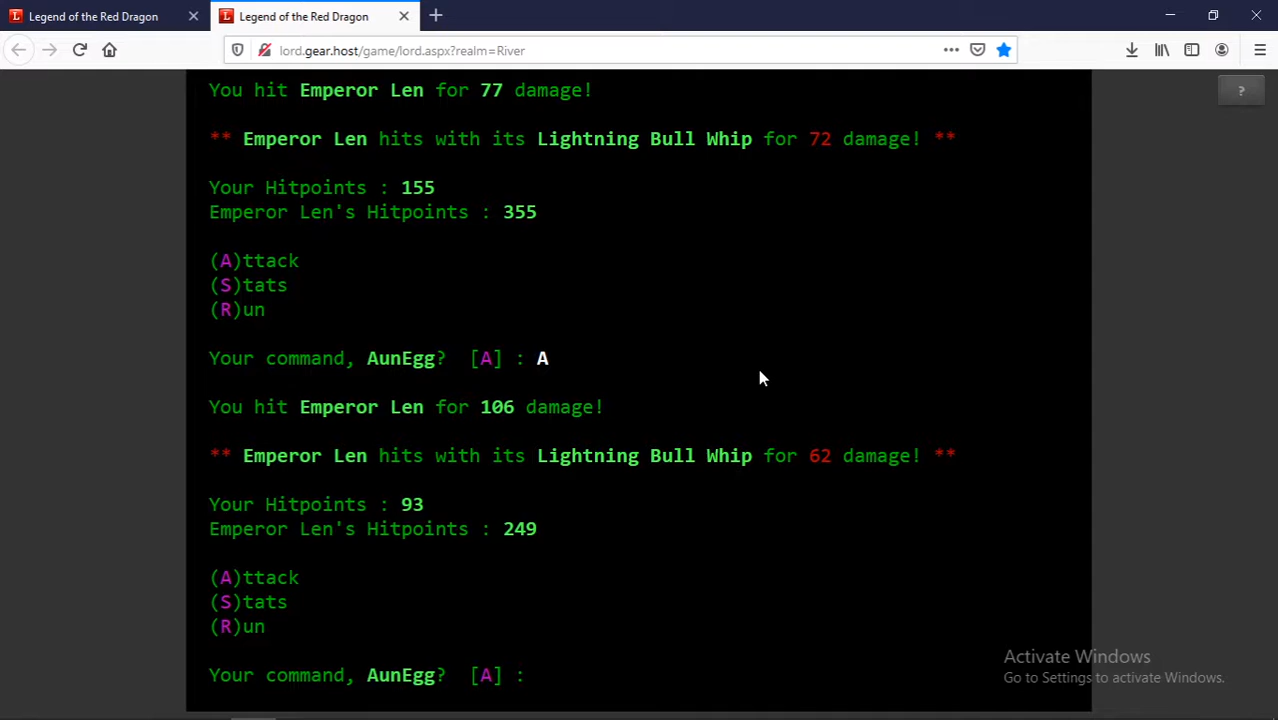 Legend of the Red Dragon
Legend of the Red Dragon
lord.gear.host/game/lord.aspx?realm=River
?
You hit Emperor Len for 77 damage!
** Emperor Len hits with its Lightning Bull Whip for 72 damage! **
Your Hitpoints : 155
Emperor Len's Hitpoints : 355
(A)ttack
(S)tats
(R)un
Your command, AunEgg? [A] : A
You hit Emperor Len for 106 damage!
** Emperor Len hits with its Lightning Bull Whip for 62 damage! **
Your Hitpoints : 93
Emperor Len's Hitpoints : 249
(A)ttack
(S)tats
(R)un
Your command, AunEgg? [A] :
Activate Windows
Go to Settings to activate Windows.